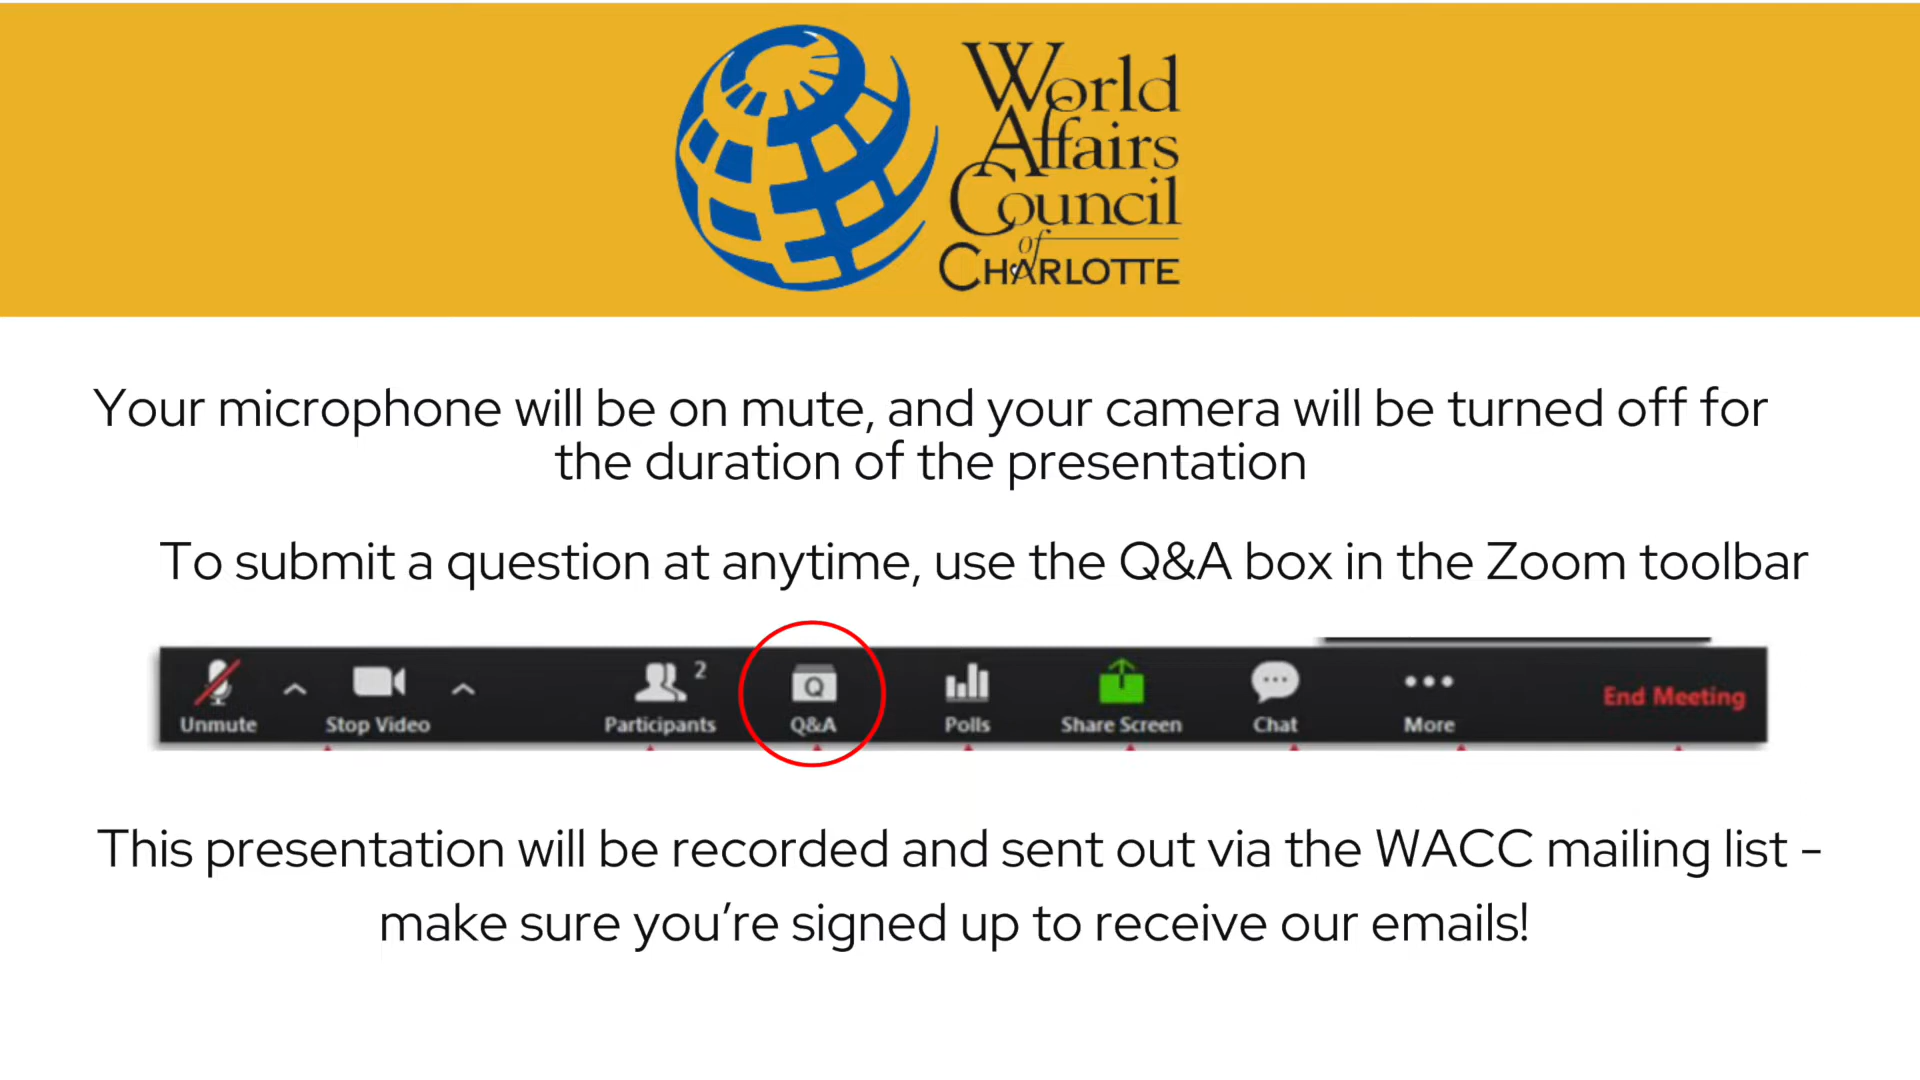 World
Affairs
Council
of
CHARLOTTE
Your microphone will be on mute, and your camera will be turned off for
the duration of the presentation
To submit a question at anytime, use the Q&A box in the Zoom toolbar
2
Q
Unmute Stop Video Participants Q&A Polls Share Screen Chat More End Meeting
This presentation will be recorded and sent out via the WACC mailing list -
make sure you're signed up to receive our emails!